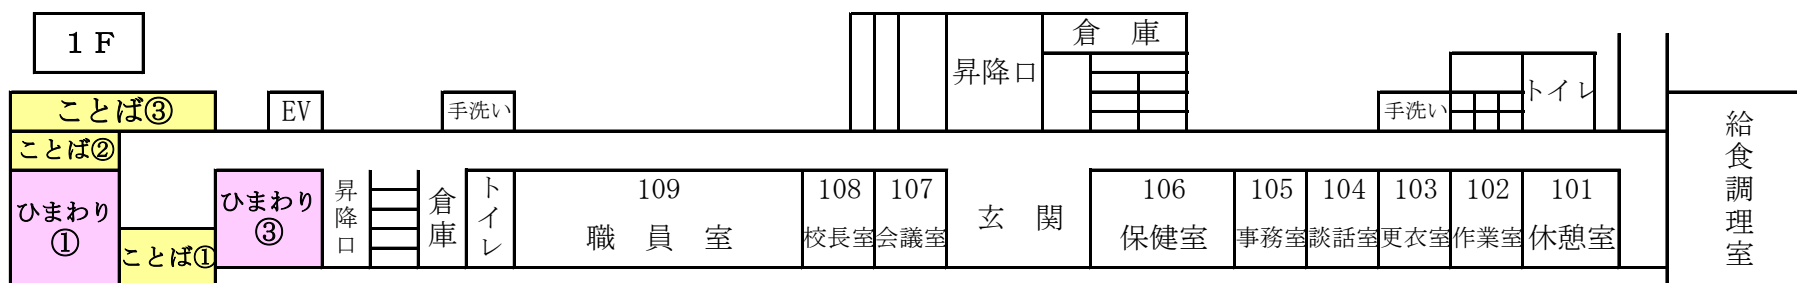 １Ｆ
倉　庫
昇降口
トイレ
ことば③
EV
手洗い
手洗い
ことば②
給食調理室
ひまわり
①
ことば①
ひまわり
③
昇降口
倉庫
トイレ
109
職　員　室
108
校長室
107
会議室
玄　関
106
保健室
105
事務室
104
談話室
103
更衣室
102
作業室
101
休憩室